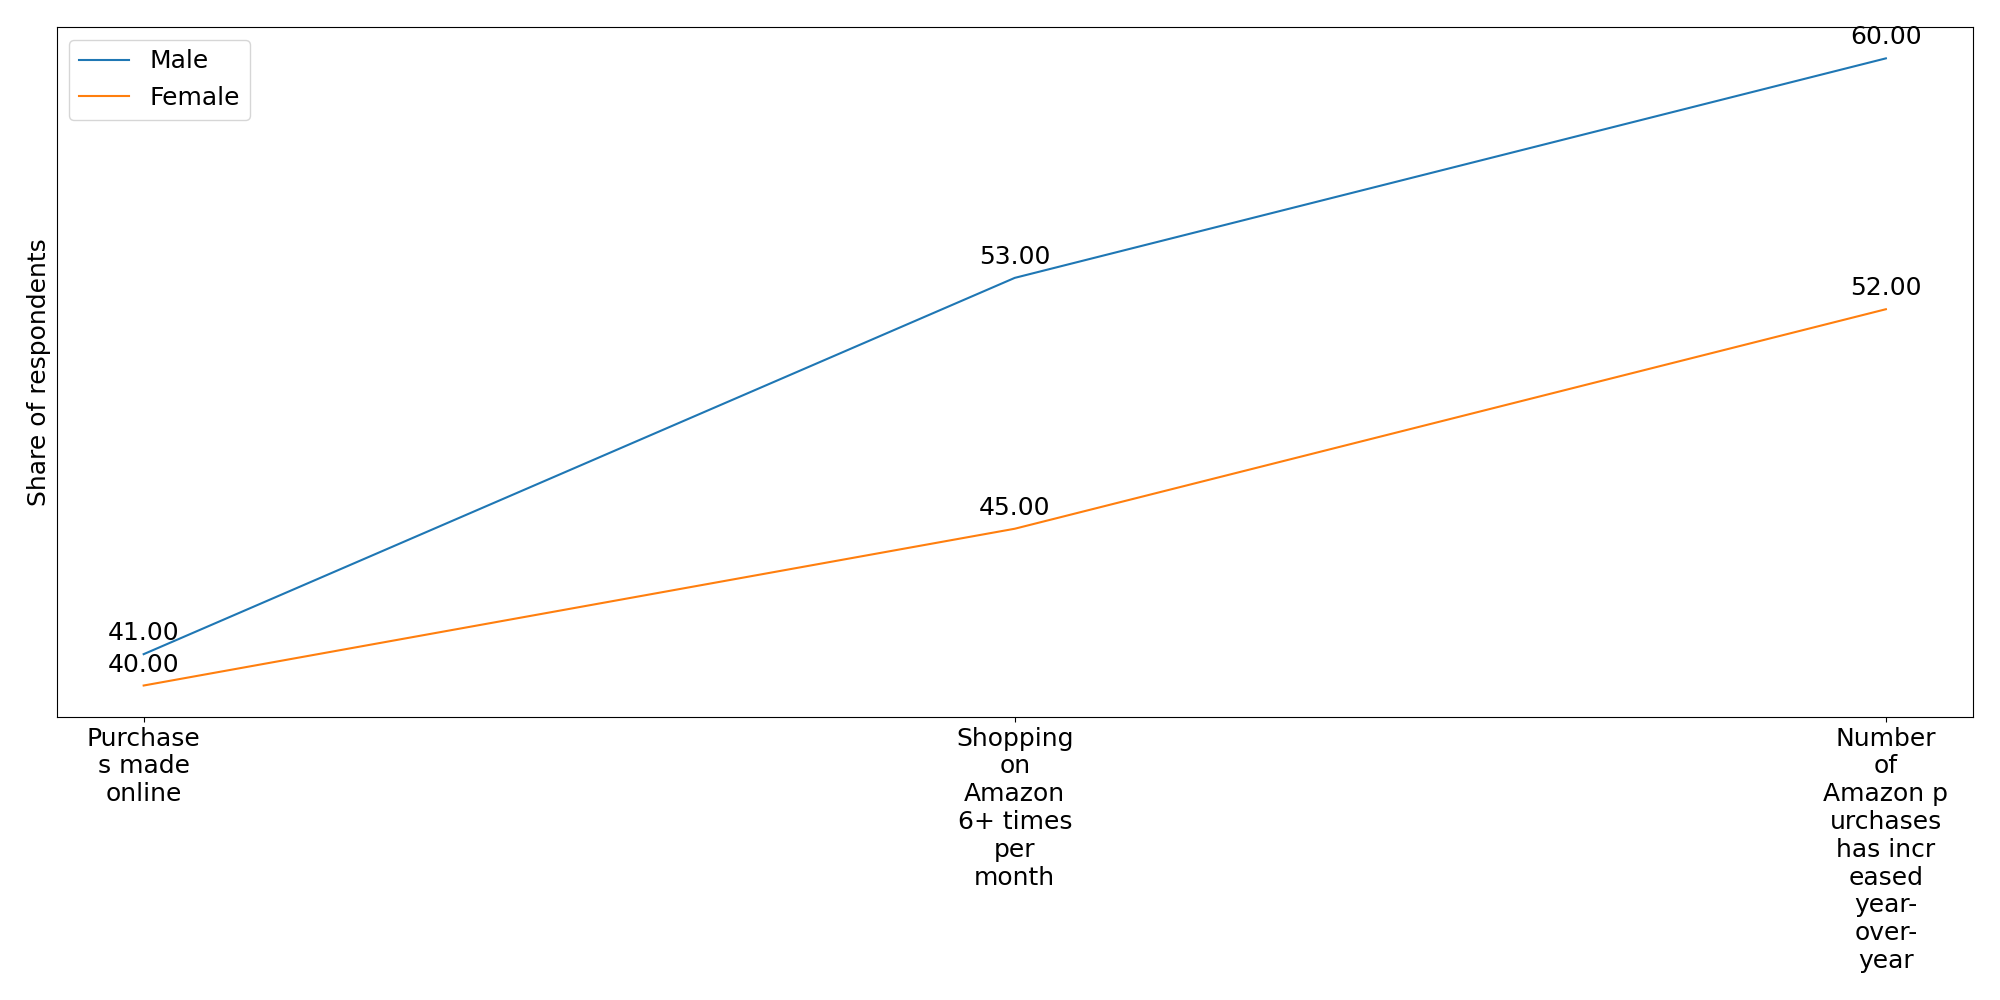 Male
Female
Share of respondents
60.00
53.00
52.00
45.00
41.00
40.00
Purchase
s made
online
Shopping
on
Amazon
6+ times
per
month
Number
of
Amazon p
urchases
has incr
eased
year-
over-
year